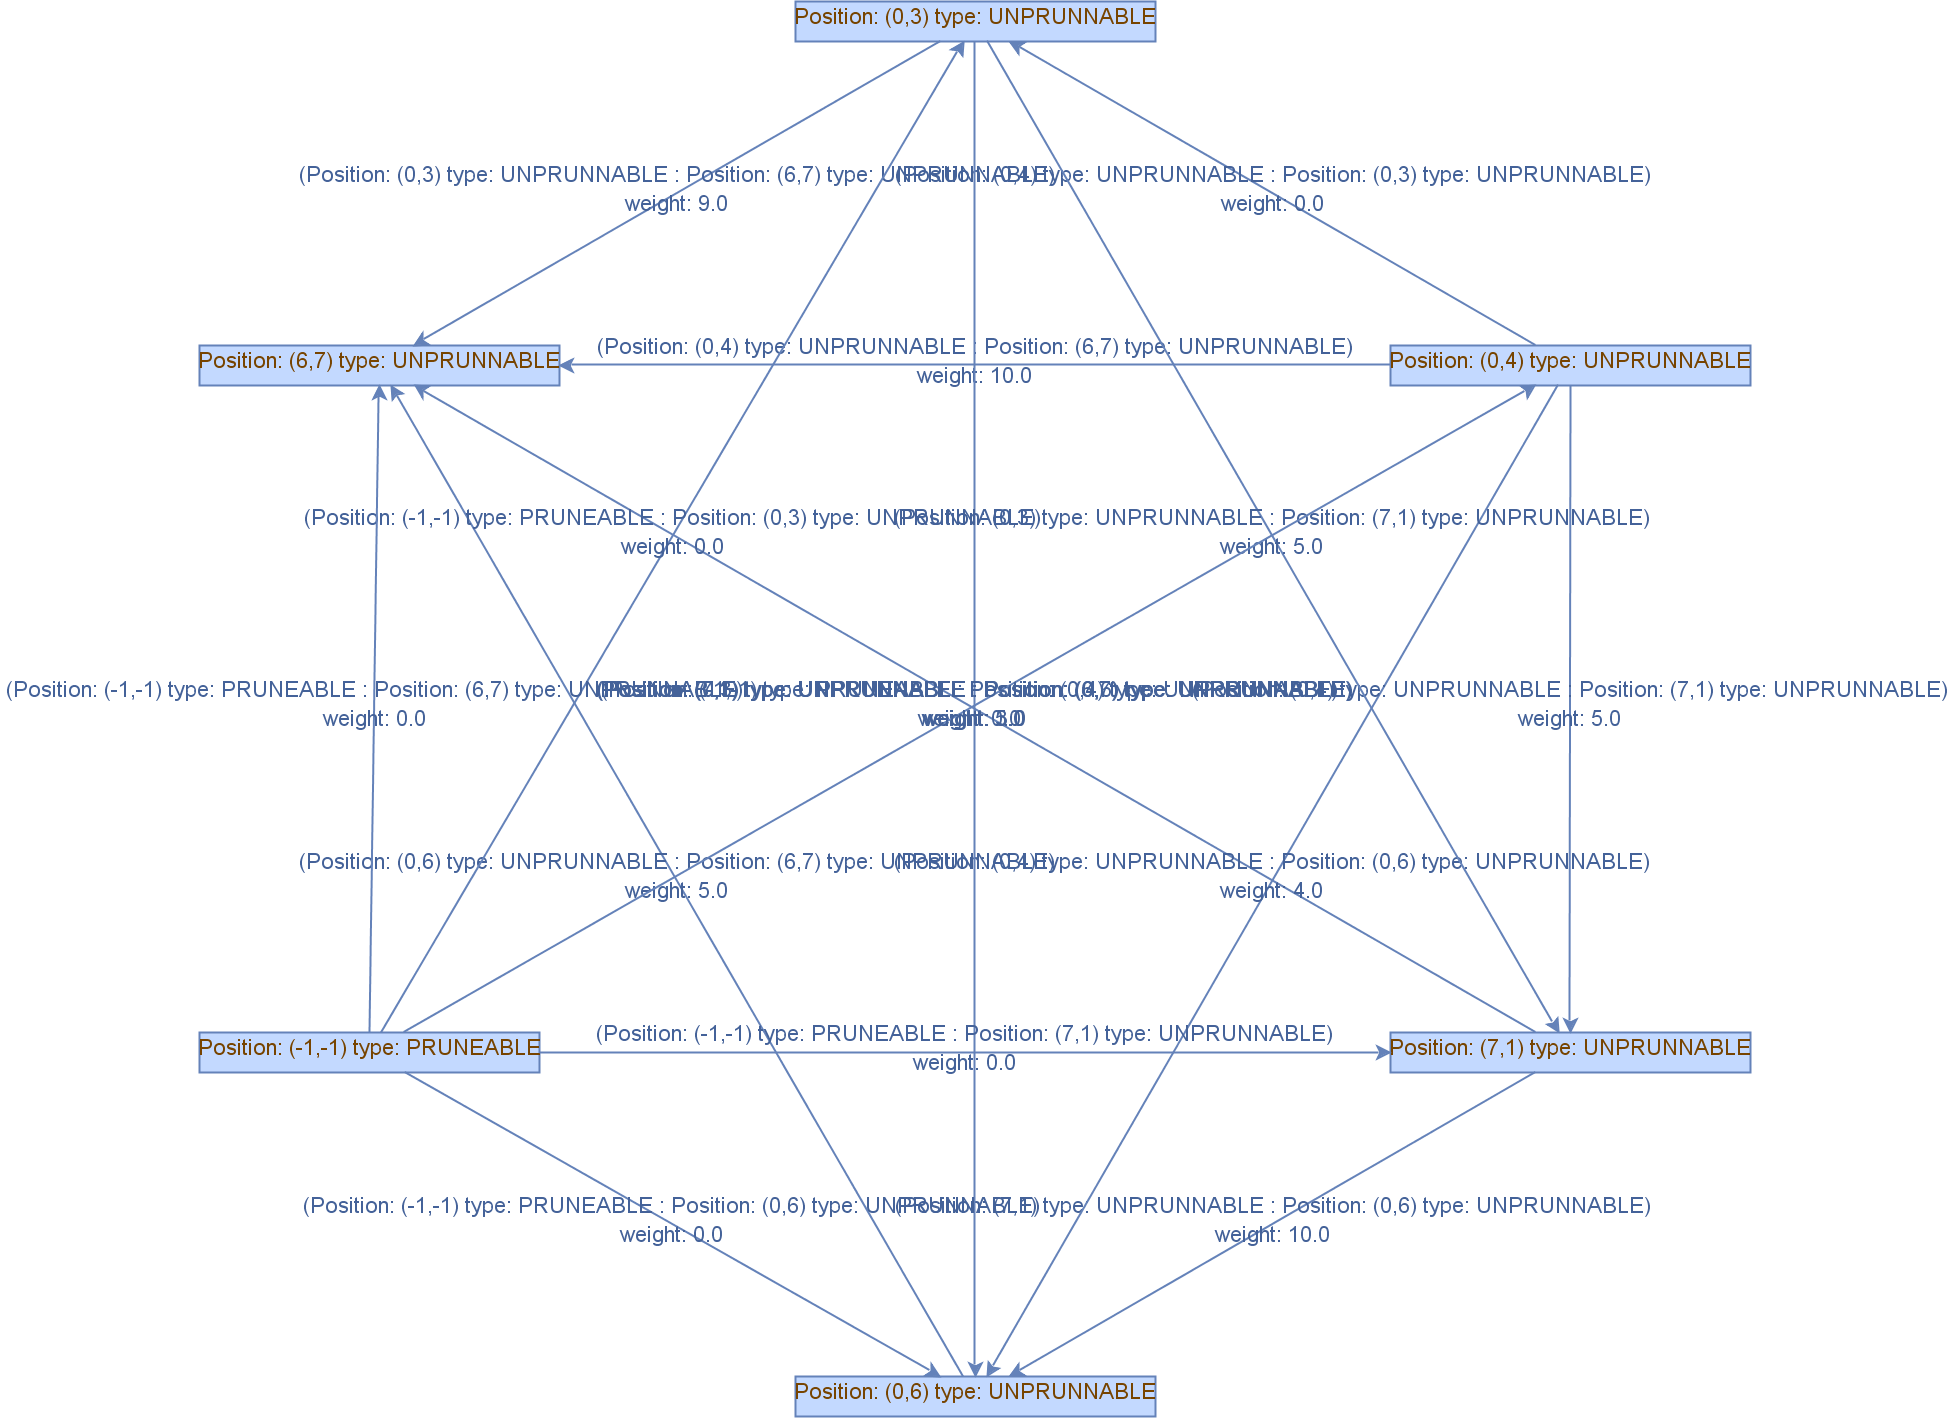 Position: (0,3) type: UNPRUNNABLE
(Position: (0,3) type: UNPRUNNABLE : Position: (6,7) type: UNPRUNNABLE)
weight: 9.0
(Position: (0,4) type: UNPRUNNABLE : Position: (0,3) type: UNPRUNNABLE)
weight: 0.0
Position: (6,7) type: UNPRUNNABLE
(Position: (0,4) type: UNPRUNNABLE : Position: (6,7) type: UNPRUNNABLE)
weight: 10.0
Position: (0,4) type: UNPRUNNABLE
(Position: (-1,-1) type: PRUNEABLE : Position: (0,3) type: UNPRUNNABLE)
weight: 0.0
(Position: (0,3) type: UNPRUNNABLE : Position: (7,1) type: UNPRUNNABLE)
weight: 5.0
(Position: (-1,-1) type: PRUNEABLE : Position: (6,7) type: UNPRUNNABLE)
weight: 0.0
(Position: (0,4) type: UNPRUNNABLE : Position: (7,1) type: UNPRUNNABLE)
weight: 5.0
(Position: (0,6) type: UNPRUNNABLE : Position: (6,7) type: UNPRUNNABLE)
weight: 5.0
(Position: (0,4) type: UNPRUNNABLE : Position: (0,6) type: UNPRUNNABLE)
weight: 4.0
Position: (-1,-1) type: PRUNEABLE
(Position: (-1,-1) type: PRUNEABLE : Position: (7,1) type: UNPRUNNABLE)
weight: 0.0
Position: (7,1) type: UNPRUNNABLE
(Position: (-1,-1) type: PRUNEABLE : Position: (0,6) type: UNPRUNNABLE)
weight: 0.0
(Position: (7,1) type: UNPRUNNABLE : Position: (0,6) type: UNPRUNNABLE)
weight: 10.0
Position: (0,6) type: UNPRUNNABLE